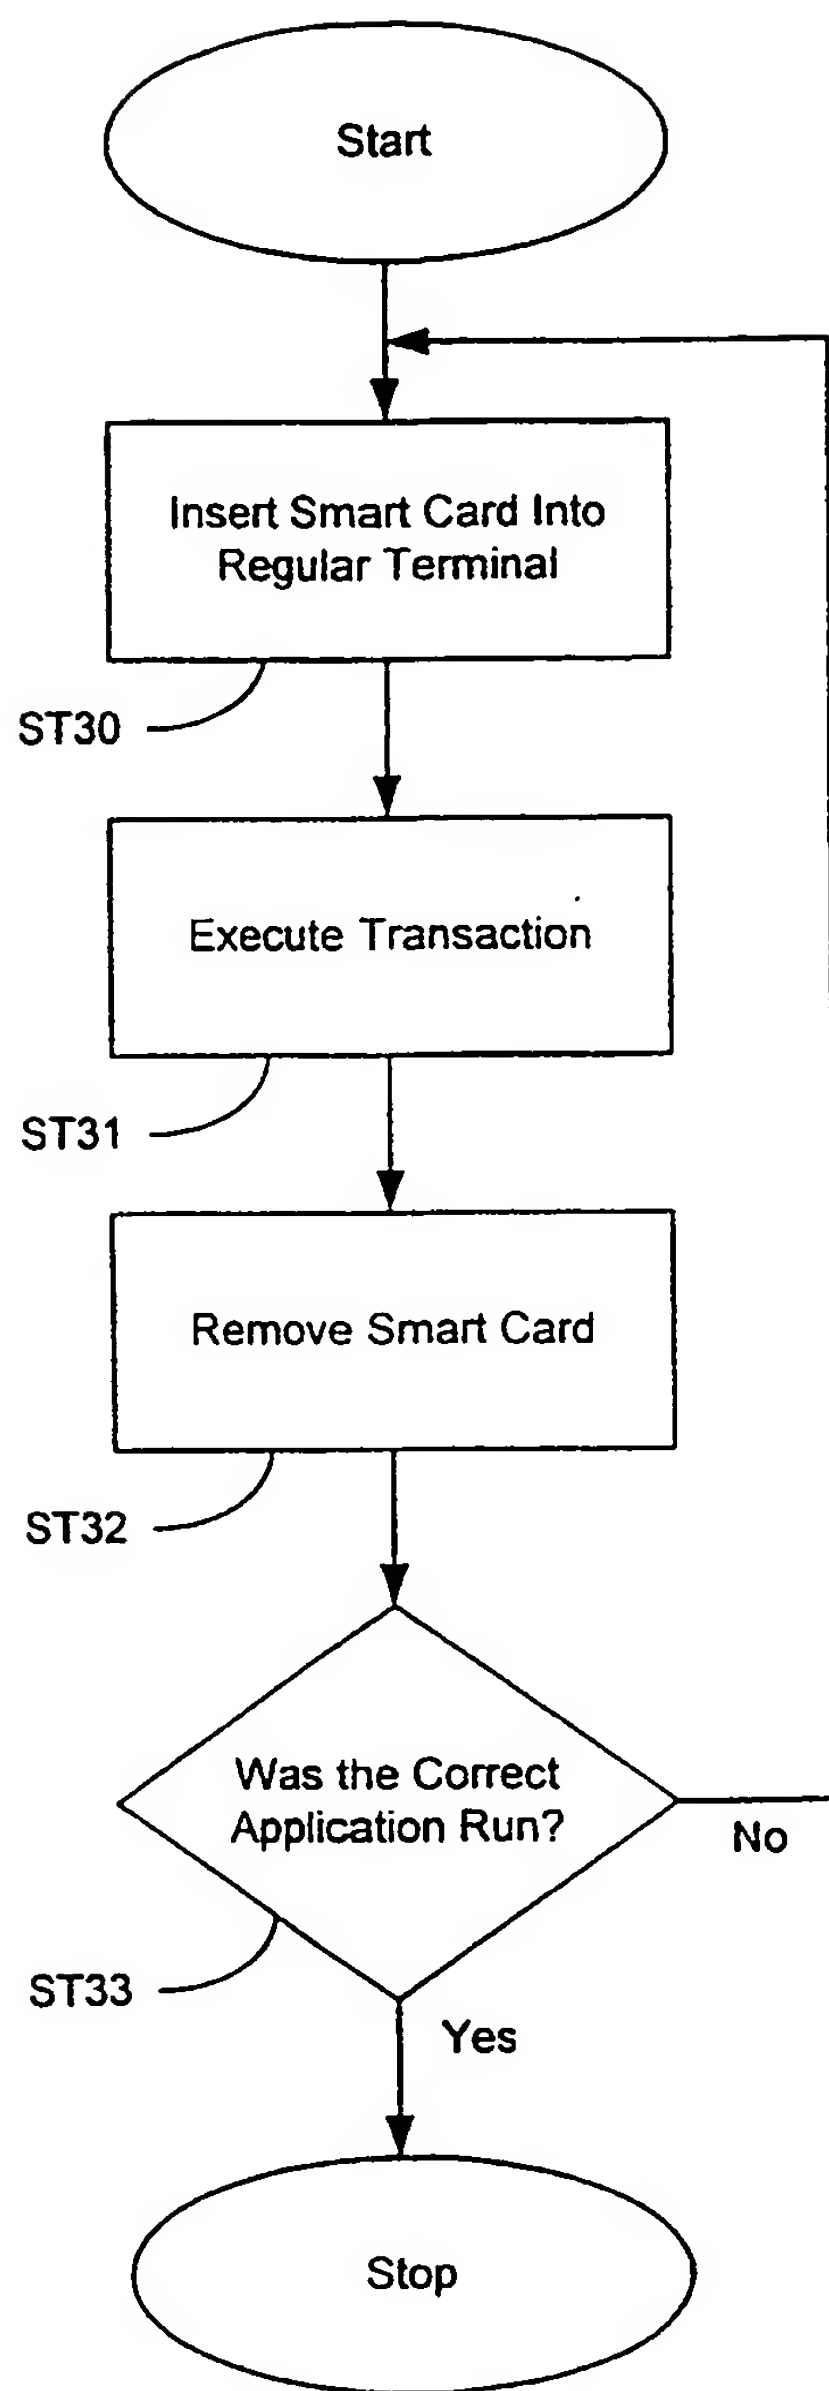 Start
Insert Smart Card Into
Regular Terminal
ST30
Execute Transaction
ST31
Remove Smart Card
ST32
Was the Correct
Application Run?
No
ST33
Yes
Stop